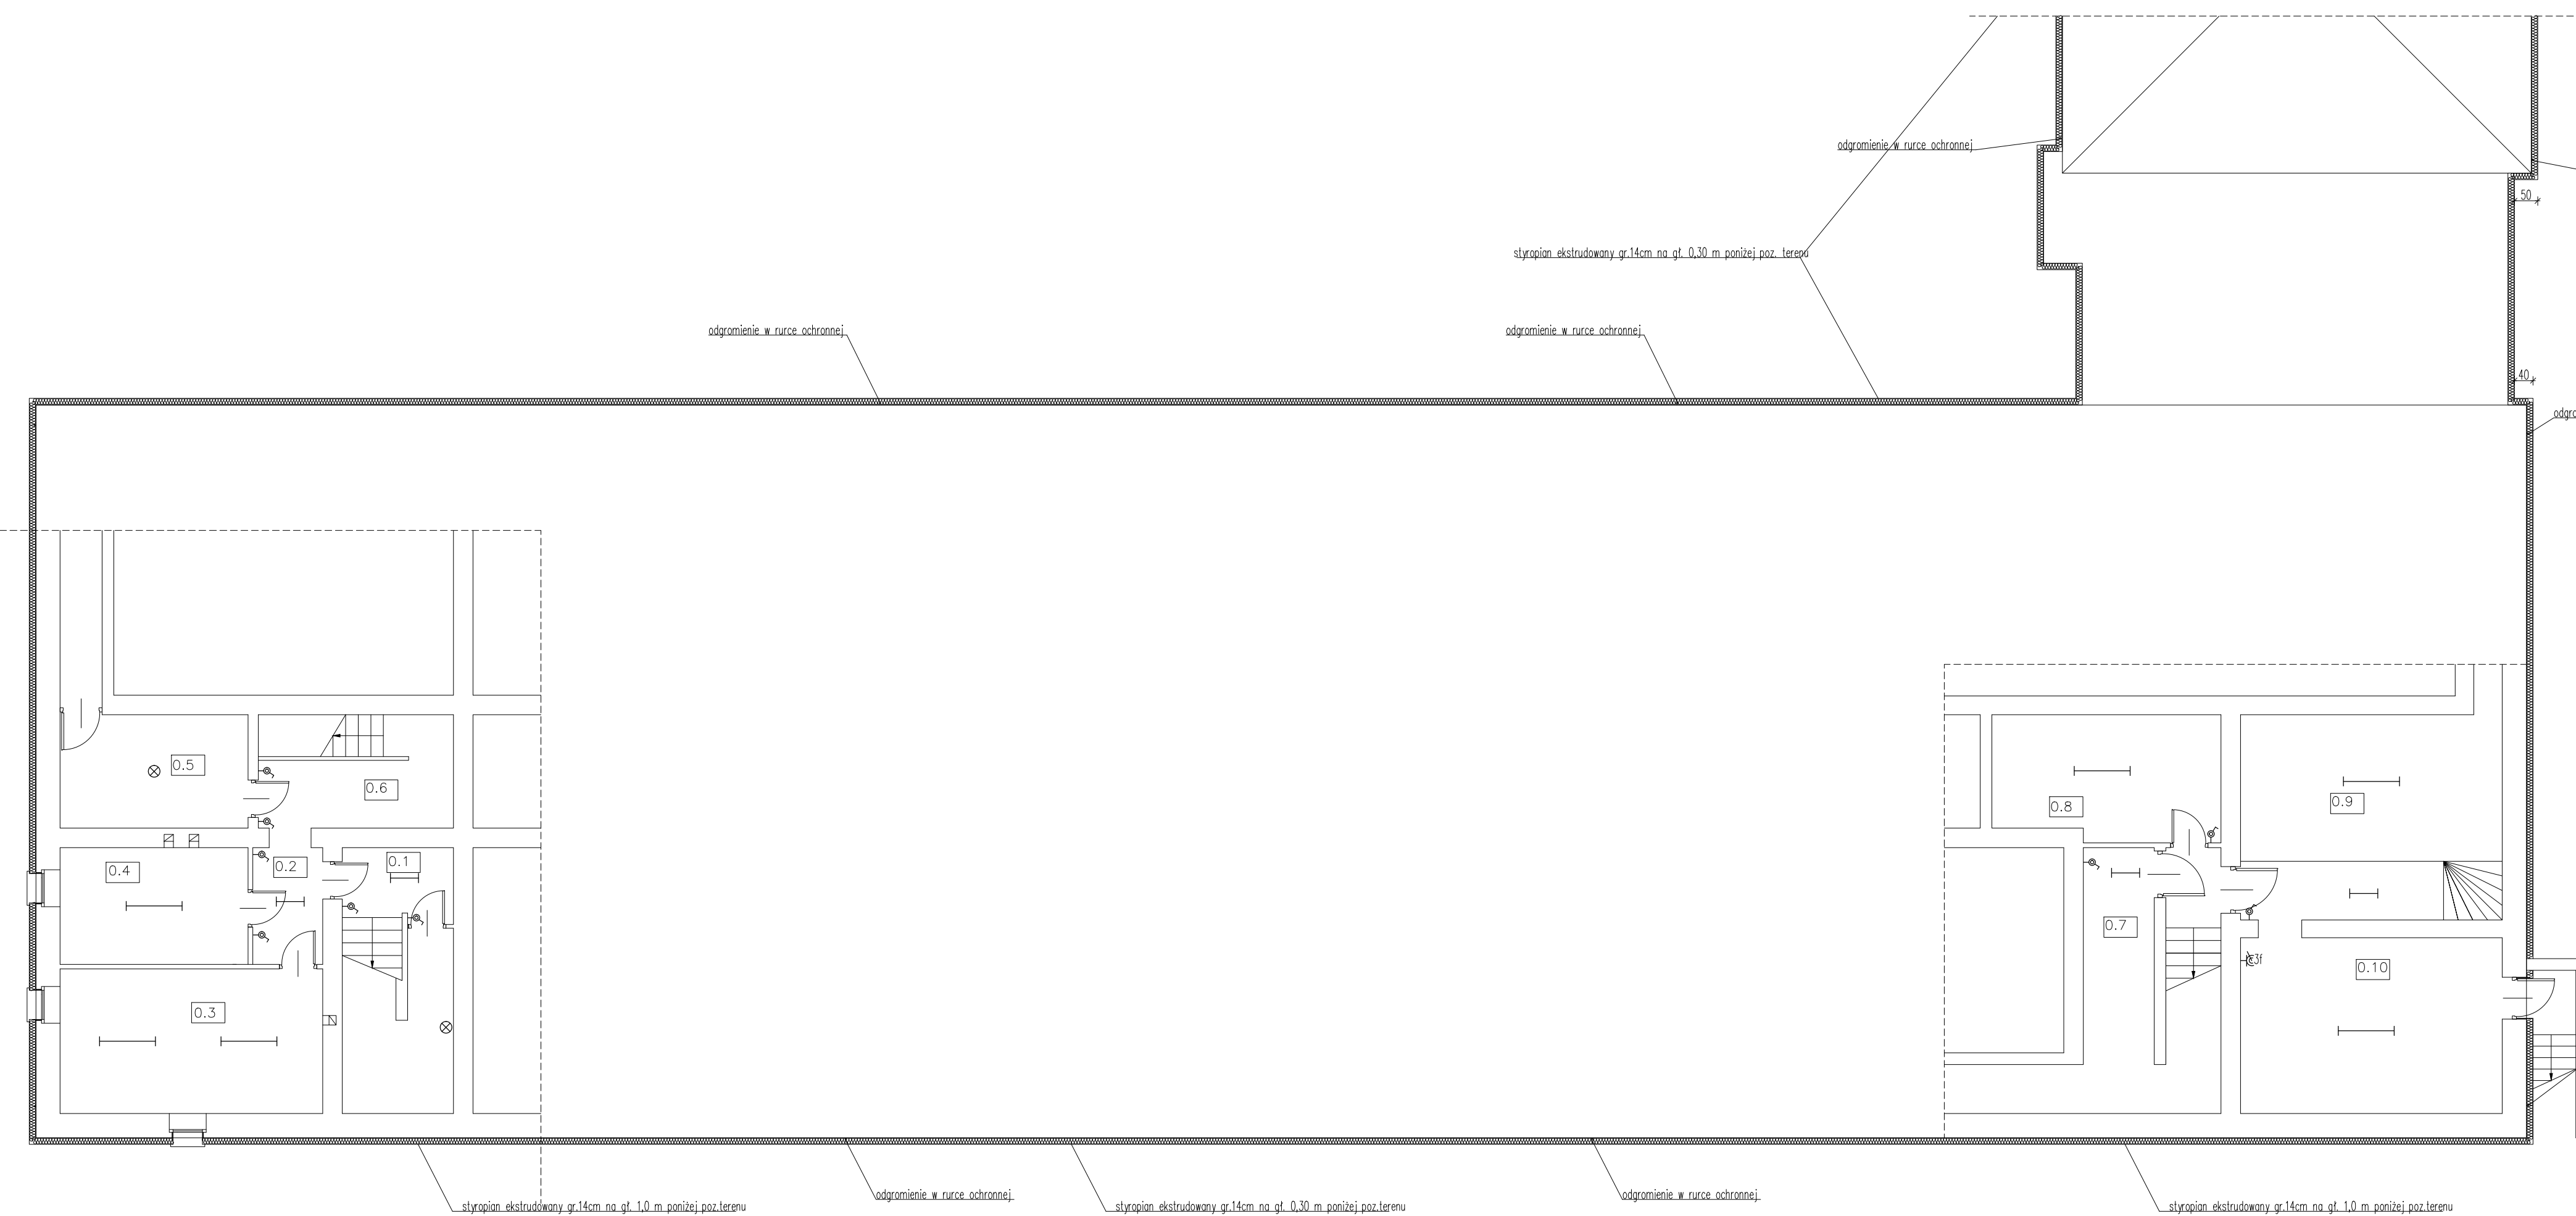 odgromienie w rurce ochronnej
50
styropian ekstrudowany gr.14cm na gł. 0,30 m poniżej poz. terenu
odgromienie w rurce ochronnej
odgromienie w rurce ochronnej
40
0.5
0.6
0.8
0.9
0.4
0.2
0.1
0.7
3f
0.10
0.3
odgromienie w rurce ochronnej
odgromienie w rurce ochronnej
styropian ekstrudowany gr.14cm na gł. 1,0 m poniżej poz.terenu
styropian ekstrudowany gr.14cm na gł. 0,30 m poniżej poz.terenu
styropian ekstrudowany gr.14cm na gł. 1,0 m poniżej poz.terenu